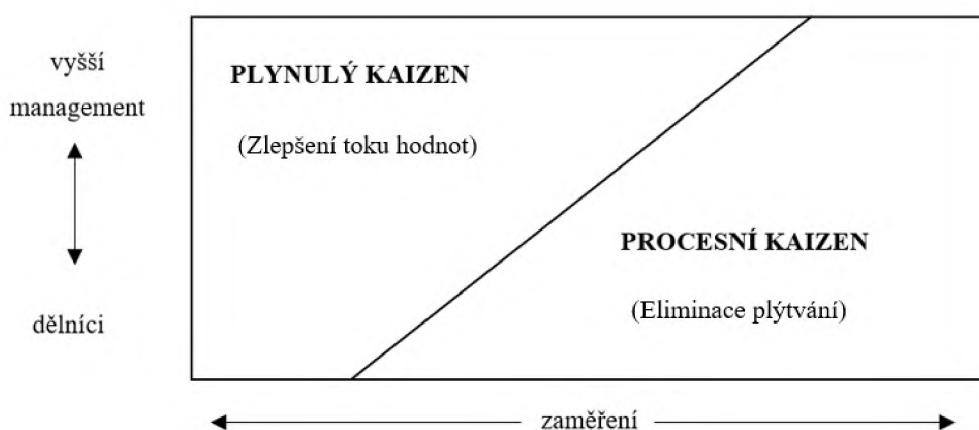 vyšší
management
dělníci
PLYNULÝ KAIZEN
(Zlepšení toku hodnot)
PROCESNÍ KAIZEN
(Eliminace plýtvání)
zaměření